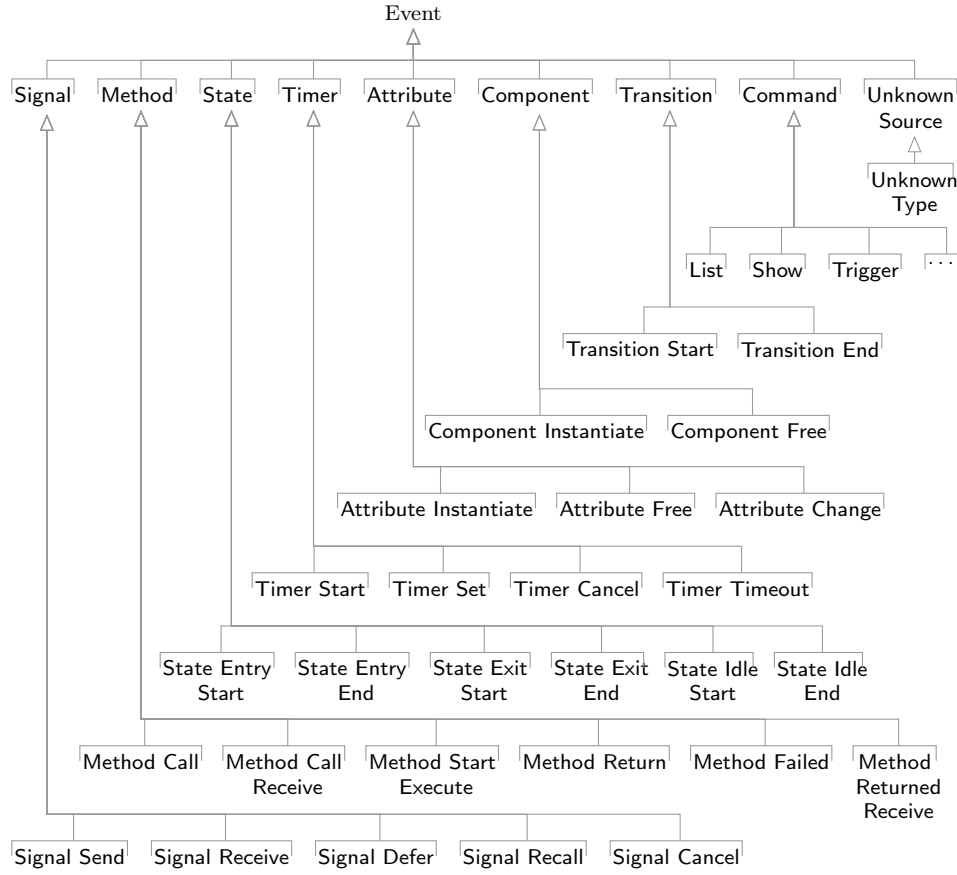 Event
Signal Method State Timer Attribute Component Transition Command Unknown
Source
Unknown
Type
List Show Trigger ...
Transition Start Transition End
Component Instantiate Component Free
Attribute Instantiate Attribute Free Attribute Change
Timer Start Timer Set Timer Cancel Timer Timeout
State Entry State Entry State Exit State Exit State Idle State Idle
Start End Start End Start End
Method Call Method Call Method Start Method Return Method Failed Method
Receive Execute Returned
Receive
Signal Send Signal Receive Signal Defer Signal Recall Signal Cancel